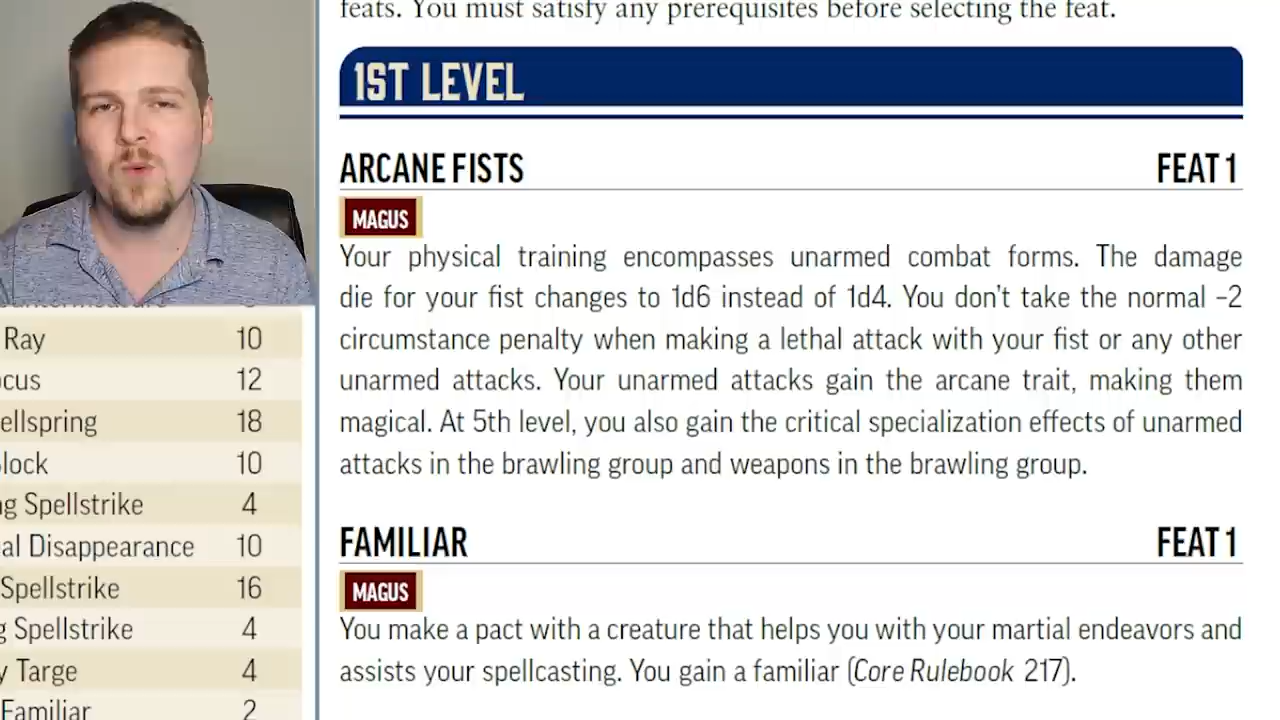 feats. You must satisfy any prerequisites before selecting the feat.
1ST LEVEL
ARCANE FISTS FEAT 1
MAGUS
Your physical training encompasses unarmed combat forms. The damage
die for your fist changes to 1d6 instead of 1d4. You don't take the normal –2
circumstance penalty when making a lethal attack with your fist or any other
unarmed attacks. Your unarmed attacks gain the arcane trait, making them
magical. At 5th level, you also gain the critical specialization effects of unarmed
attacks in the brawling group and weapons in the brawling group.
FAMILIAR FEAT 1
MAGUS
You make a pact with a creature that helps you with your martial endeavors and
assists your spellcasting. You gain a familiar (Core Rulebook 217).
Ray 10
ocus 12
ellspring 18
lock 10
ng Spellstrike 4
al Disappearance 10
Spellstrike 16
g Spellstrike 4
y Targe 4
Familiar 2